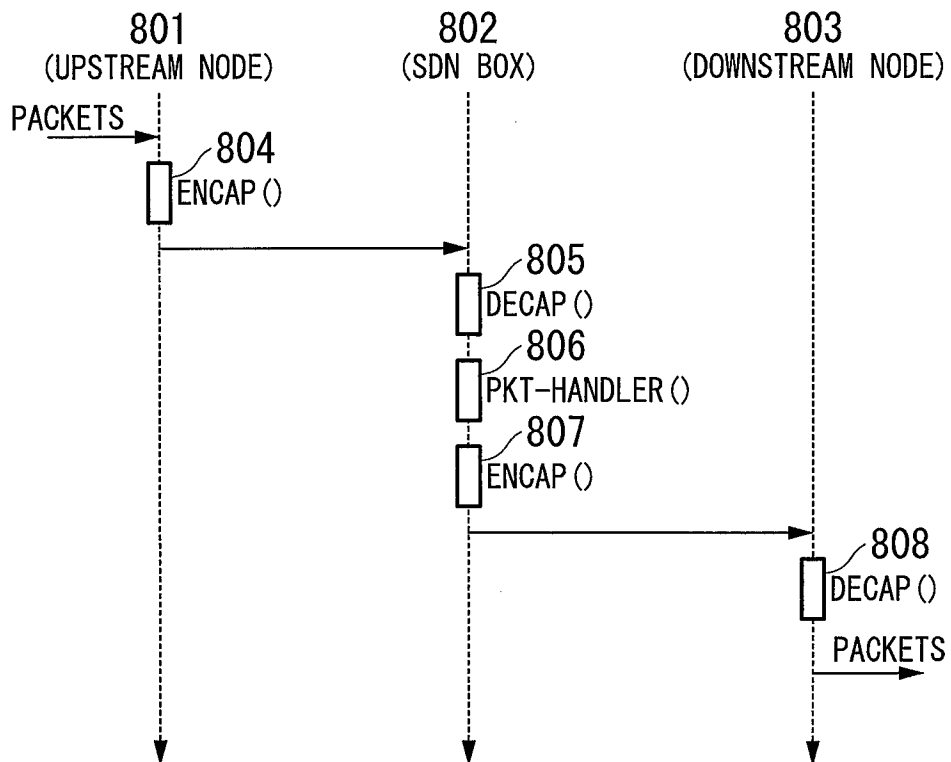 801
(UPSTREAM NODE)
802
(SDN BOX)
803
(DOWNSTREAM NODE)
PACKETS
804
ENCAP()
805
DECAP()
806
PKT-HANDLER()
807
ENCAP()
808
DECAP()
PACKETS